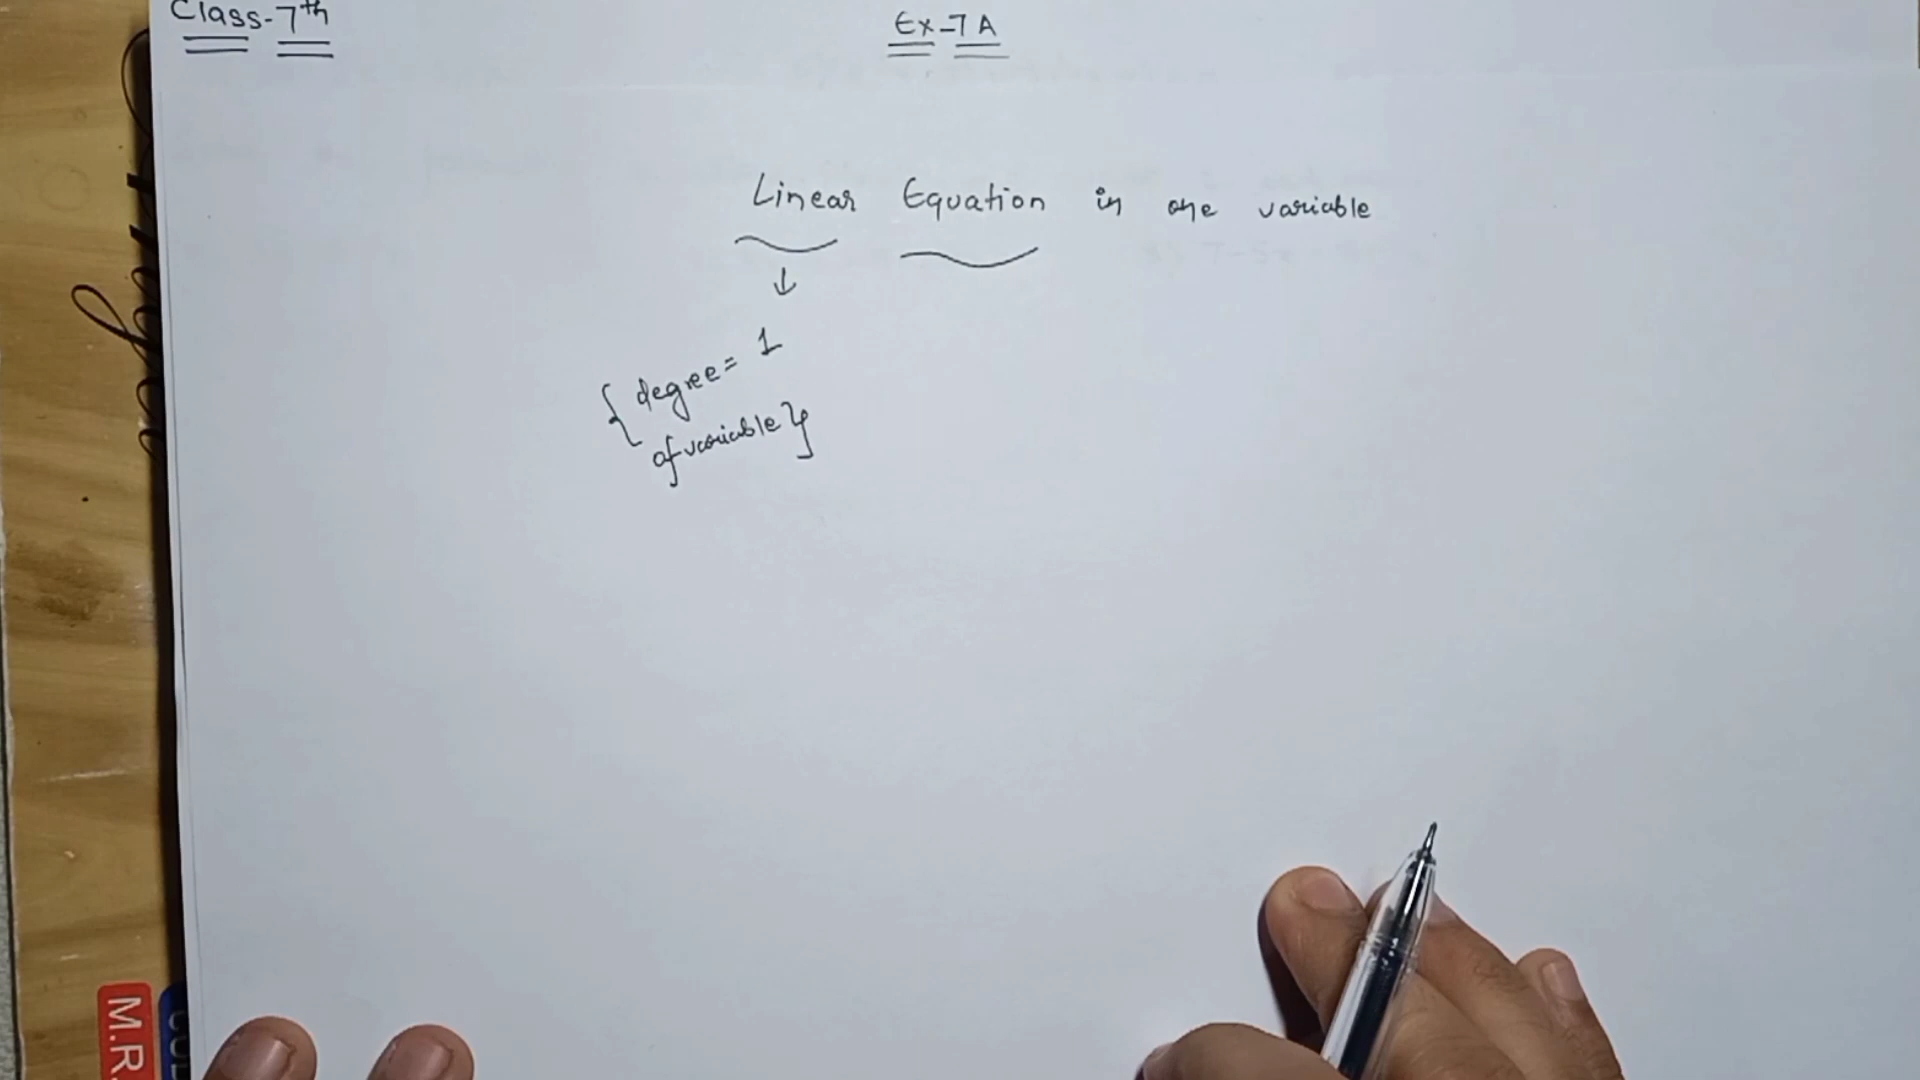 Class-7th
Ex-7A
Linear Equation in one variable
↓
{ degree = 1
of variable }
M.R.